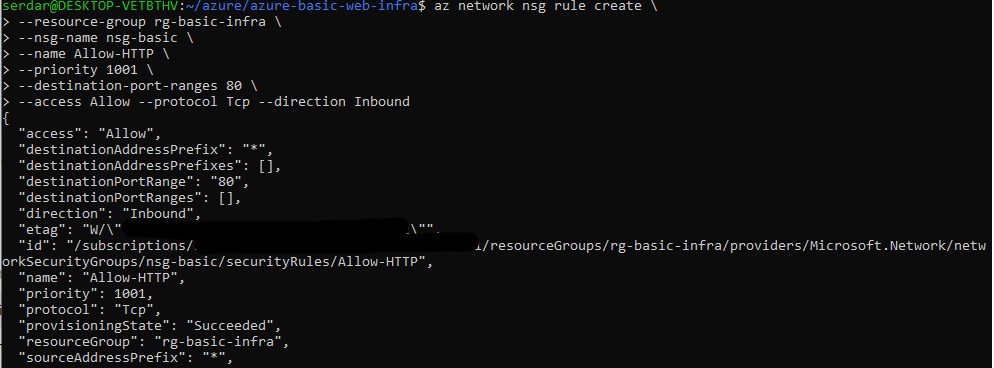 serdar@DESKTOP-VETBTHV:~/azure/azure-basic-web-infra$ az network nsg rule create \
> --resource-group rg-basic-infra \
> --nsg-name nsg-basic \
> --name Allow-HTTP \
> --priority 1001 \
> --destination-port-ranges 80 \
> --access Allow --protocol Tcp --direction Inbound
{
  "access": "Allow",
  "destinationAddressPrefix": "*",
  "destinationAddressPrefixes": [],
  "destinationPortRange": "80",
  "destinationPortRanges": [],
  "direction": "Inbound",
  "etag": "W/\" \"",
  "id": "/subscriptions/ /resourceGroups/rg-basic-infra/providers/Microsoft.Network/netw
orkSecurityGroups/nsg-basic/securityRules/Allow-HTTP",
  "name": "Allow-HTTP",
  "priority": 1001,
  "protocol": "Tcp",
  "provisioningState": "Succeeded",
  "resourceGroup": "rg-basic-infra",
  "sourceAddressPrefix": "*",